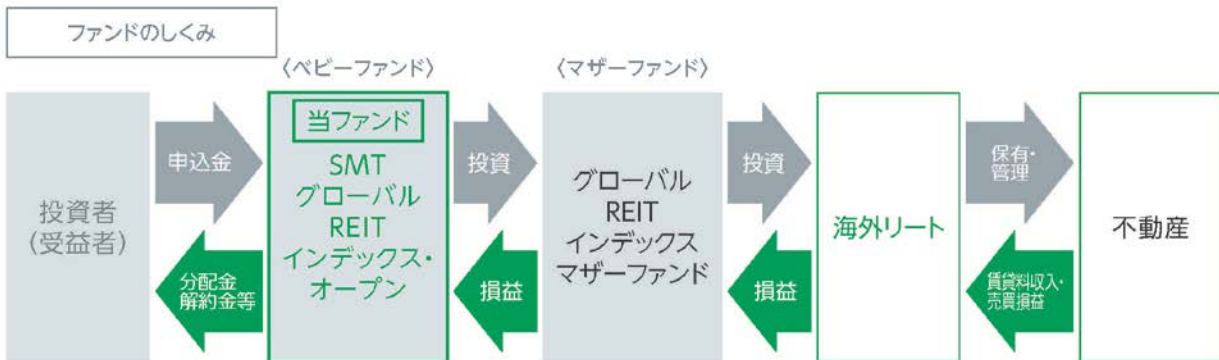 ファンドのしくみ
〈ベビーファンド〉
〈マザーファンド〉
投資者
(受益者)
申込金
分配金
解約金等
当ファンド
SMT
グローバル
REIT
インデックス・
オープン
投資
損益
グローバル
REIT
インデックス
マザーファンド
投資
損益
海外リート
保有・
管理
賃貸料収入・
売買損益
不動産